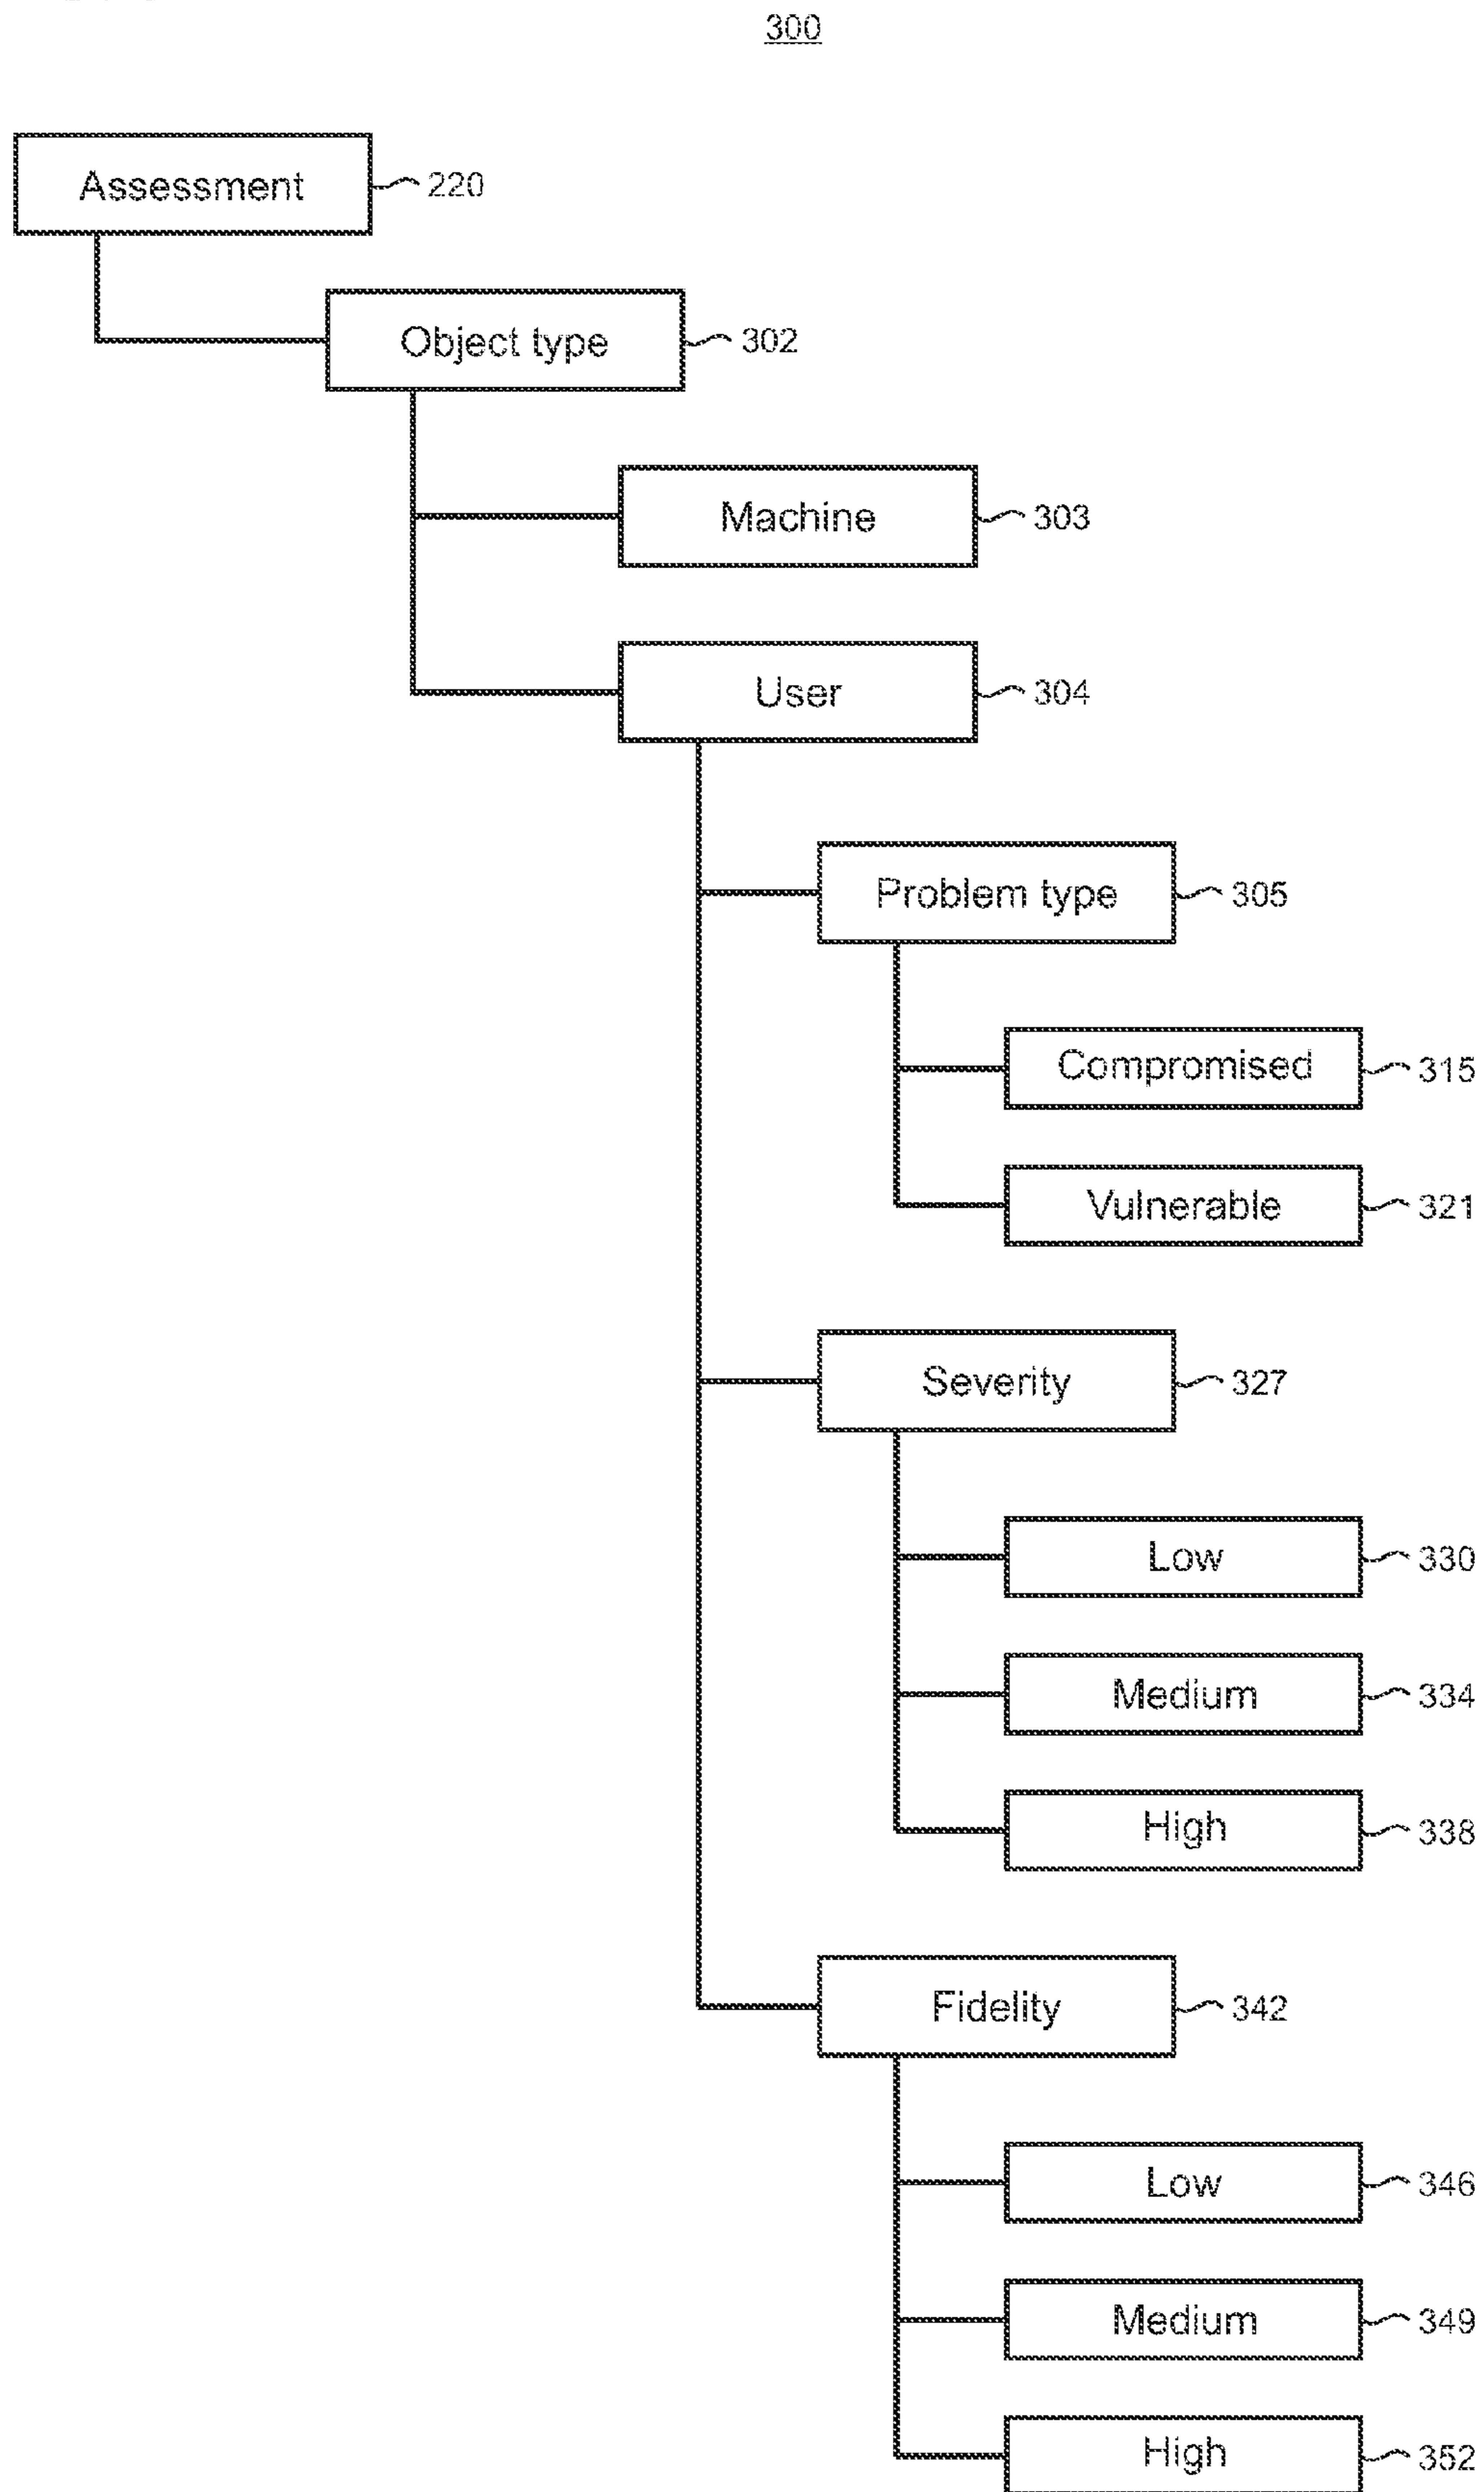 300
Assessment 220
Object type 302
Machine 303
User 304
Problem type 305
Compromised 315
Vulnerable 321
Severity 327
Low 330
Medium 334
High 338
Fidelity 342
Low 346
Medium 349
High 352